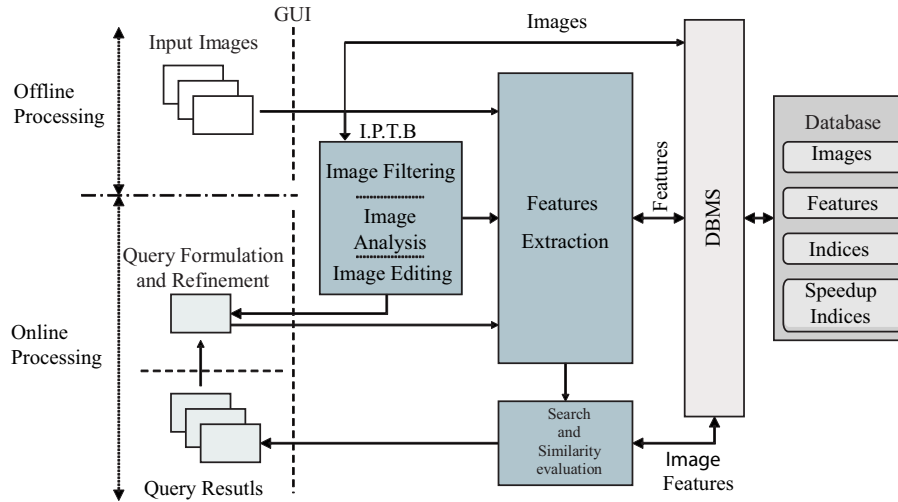 GUI
Images
Input Images
Offline
Processing
I.P.T.B
Image Filtering
Image
Analysis
Image Editing
Features
Extraction
Features
DBMS
Database
Images
Features
Indices
Speedup
Indices
Query Formulation
and Refinement
Online
Processing
Search
and
Similarity
evaluation
Image
Features
Query Resutls